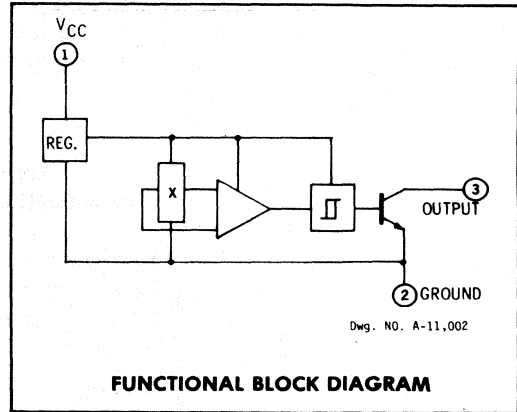 VCC
1
REG.
X
3
OUTPUT
2 GROUND
Dwg. NO. A-11,002
FUNCTIONAL BLOCK DIAGRAM